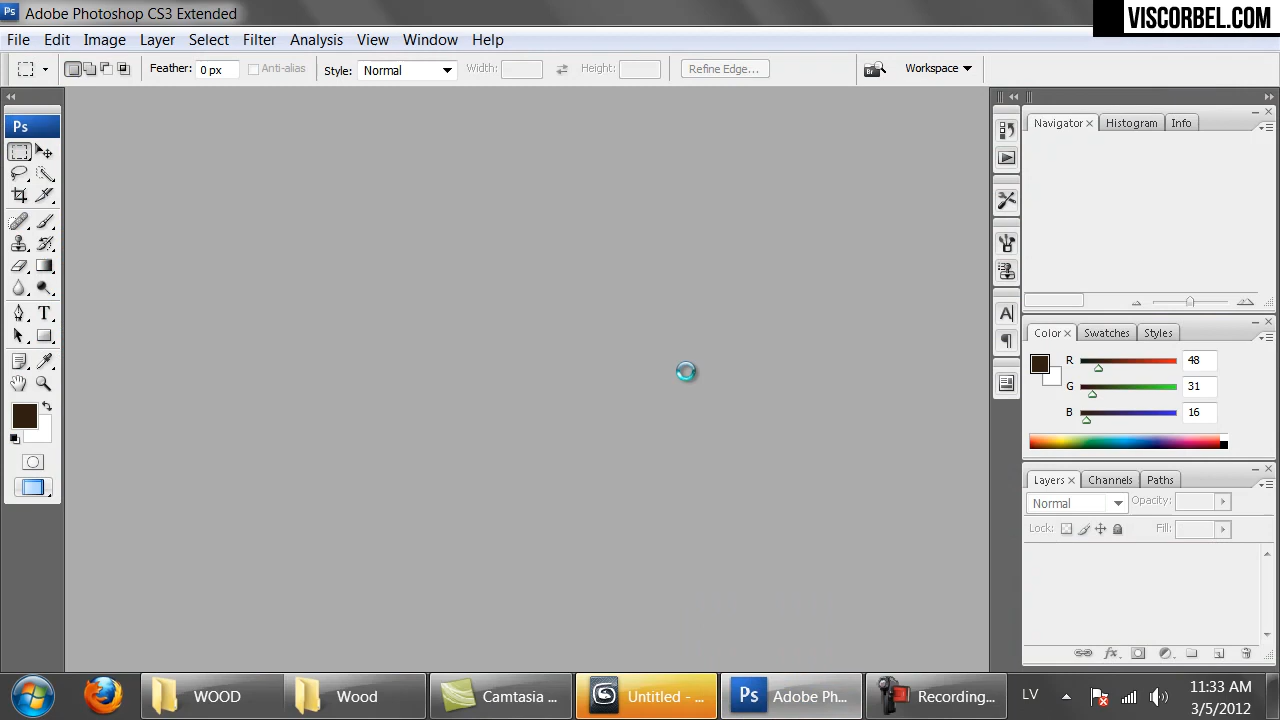 Adobe Photoshop CS3 Extended
VISCORBEL.COM
File Edit Image Layer Select Filter Analysis View Window Help
Feather: 0 px Anti-alias Style: Normal Width: Height: Refine Edge... Br Workspace
Ps
Navigator Histogram Info
T
A
Color Swatches Styles
R 48
G 31
B 16
Layers Channels Paths
Normal Opacity:
Lock: Fill:
fx
WOOD Wood Camtasia ... Untitled - ... Ps Adobe Ph... Recording... LV 11:33 AM
3/5/2012